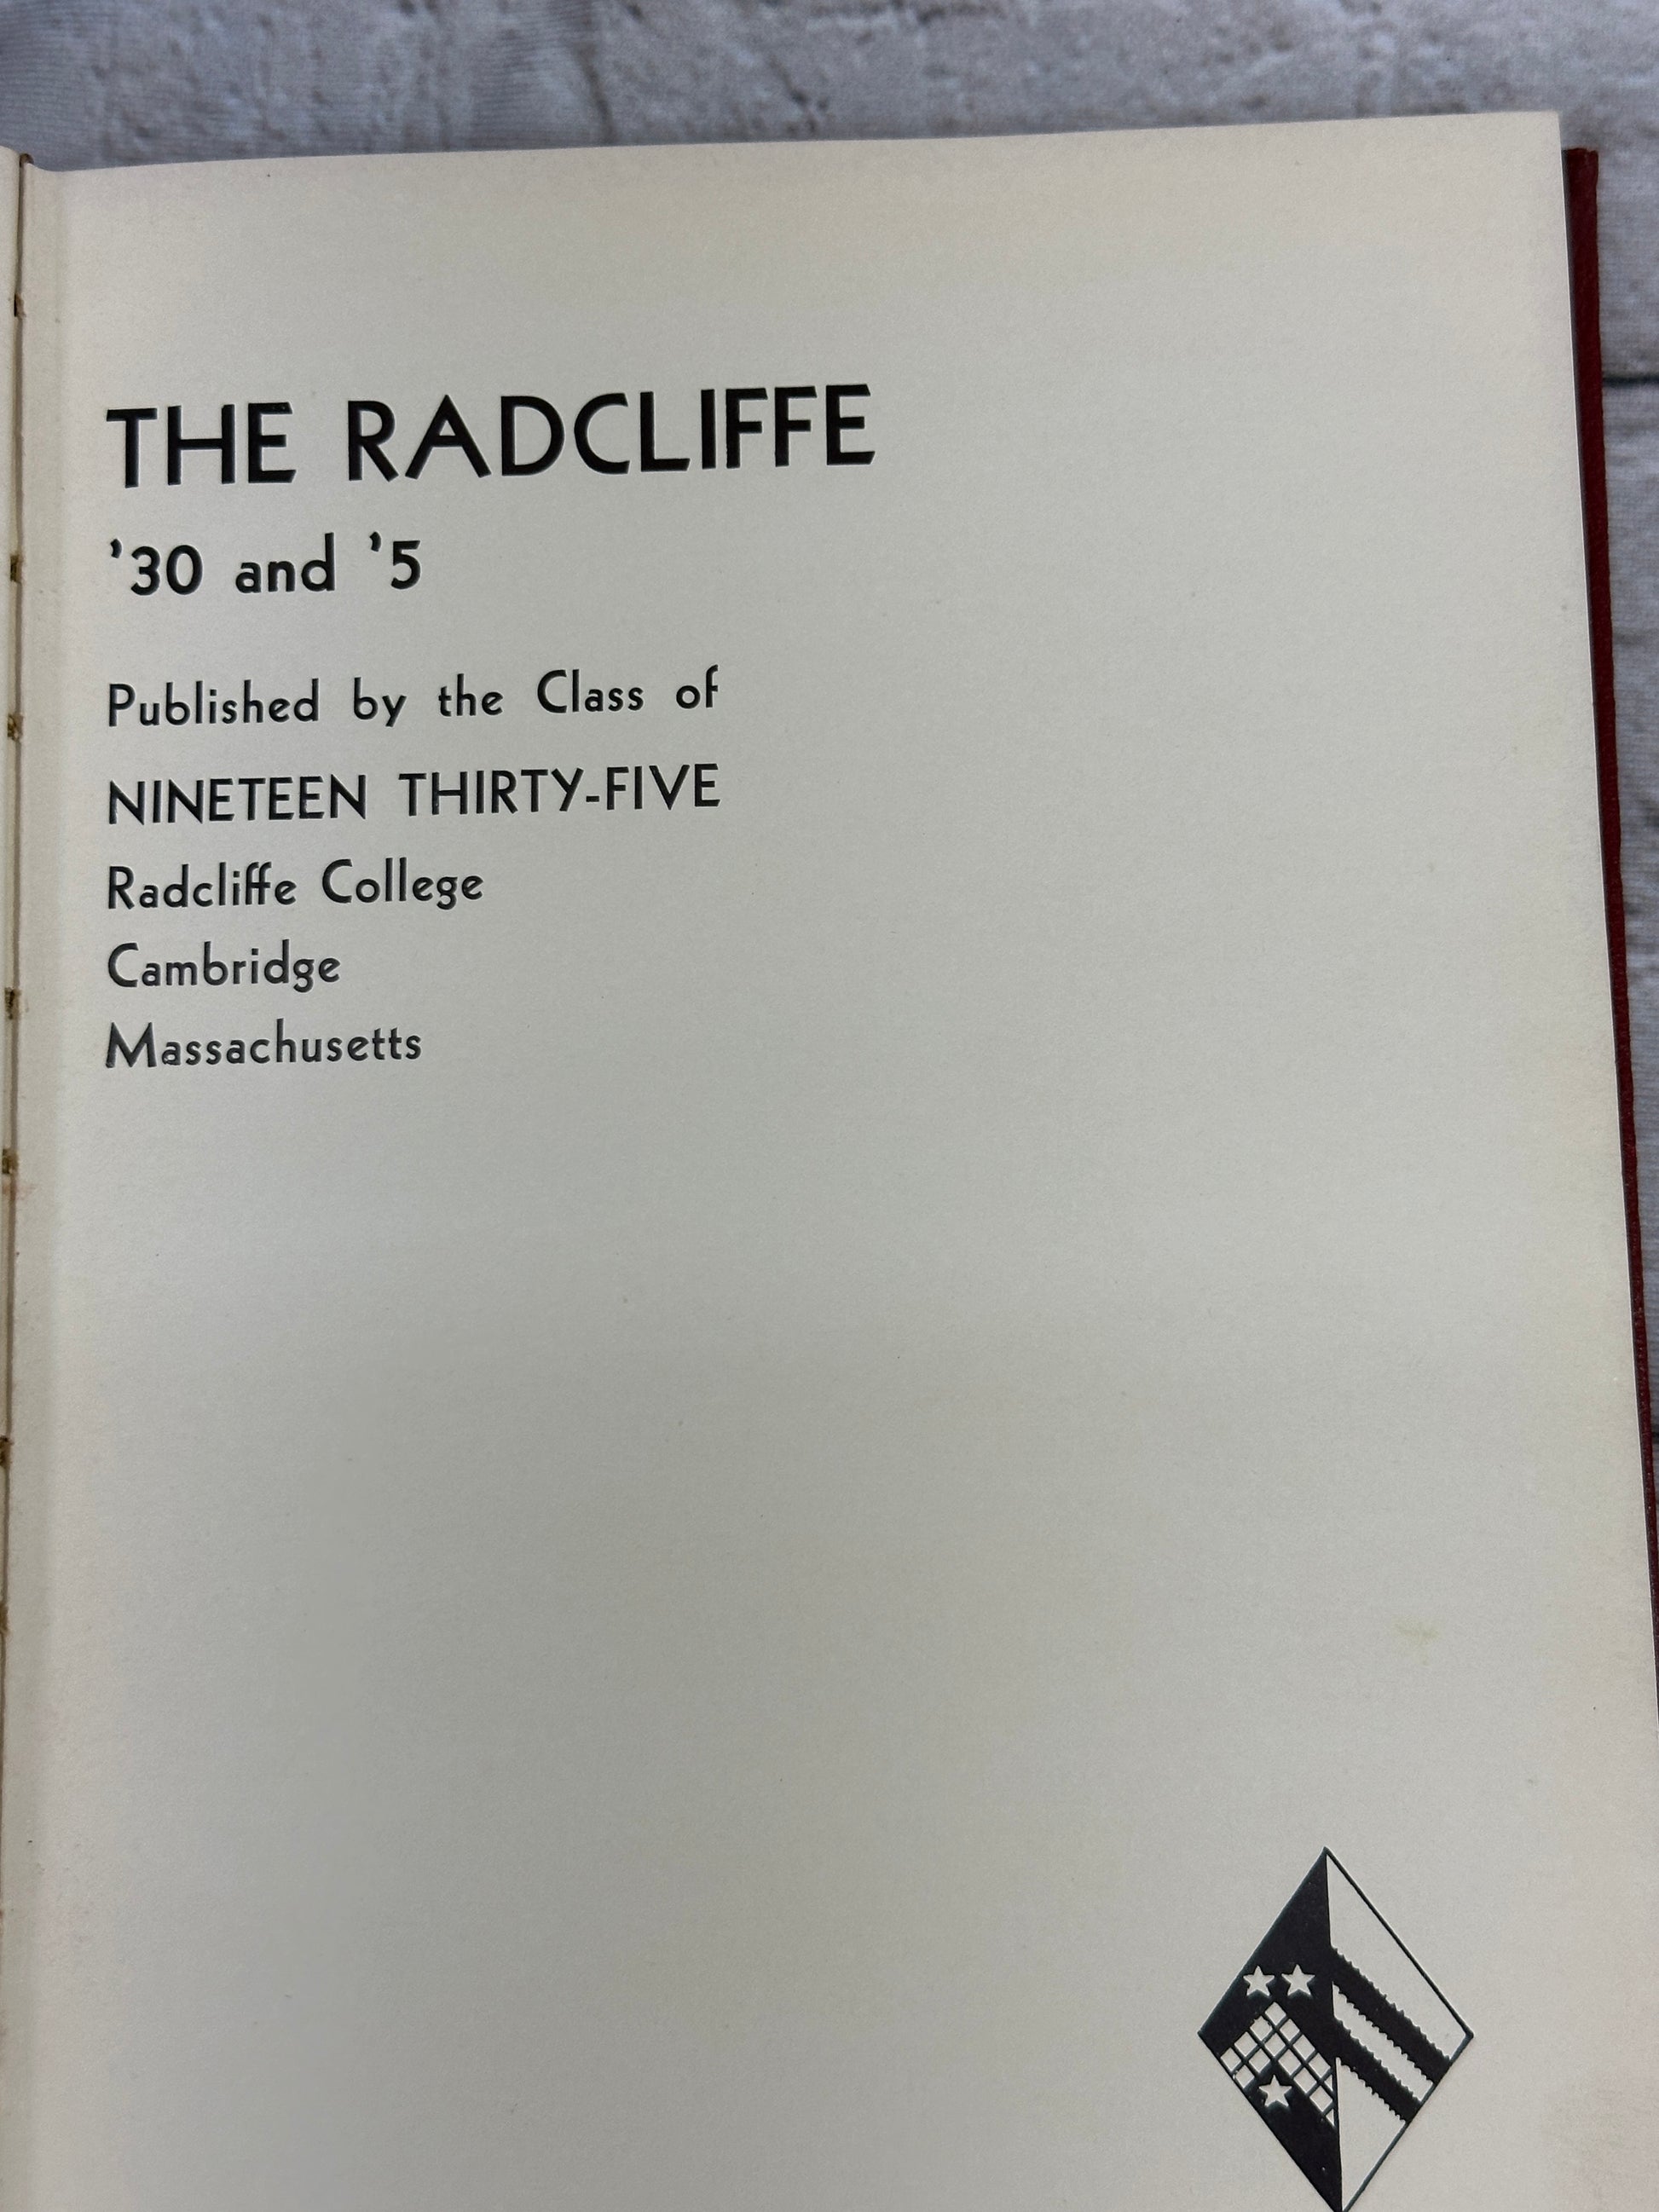 THE RADCLIFFE
’30 and ’5
Published by the Class of
NINETEEN THIRTY-FIVE
Radcliffe College
Cambridge
Massachusetts